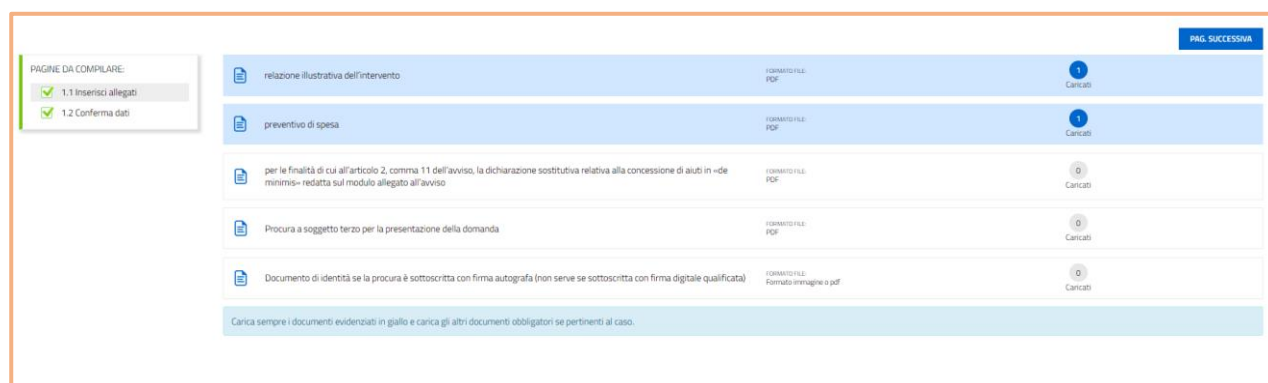 PAG. SUCCESSIVA
PAGINE DA COMPILARE:
1.1 Inserisci allegati
1.2 Conferma dati
relazione illustrativa dell'intervento
FORMATO FILE:
PDF
1
Caricati
preventivo di spesa
FORMATO FILE:
PDF
1
Caricati
per le finalità di cui all'articolo 2, comma 11 dell'avviso, la dichiarazione sostitutiva relativa alla concessione di aiuti in «de
minimis» redatta sul modulo allegato all'avviso
FORMATO FILE:
PDF
0
Caricati
Procura a soggetto terzo per la presentazione della domanda
FORMATO FILE:
PDF
0
Caricati
Documento di identità se la procura è sottoscritta con firma autografa (non serve se sottoscritta con firma digitale qualificata)
FORMATO FILE:
Formato immagine o pdf
0
Caricati
Carica sempre i documenti evidenziati in giallo e carica gli altri documenti obbligatori se pertinenti al caso.